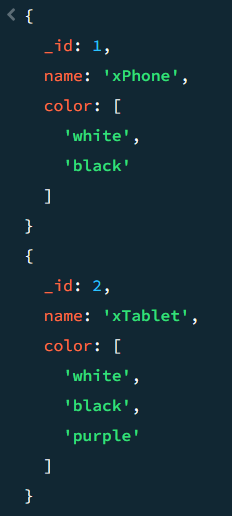 {
_id: 1,
name: 'xPhone',
color: [
'white',
'black'
]
}
{
_id: 2,
name: 'xTablet',
color: [
'white',
'black',
'purple'
]
}